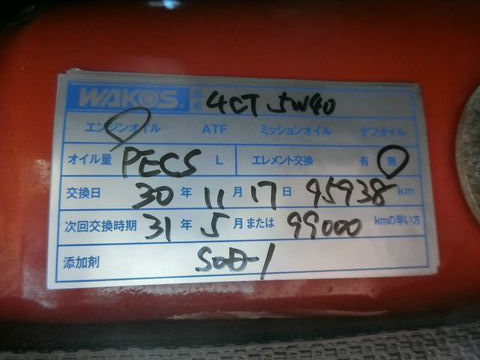 WAKO'S. 品名 4CT 5W40
エンジンオイル ATF ミッションオイル デフオイル
オイル量 PECS L エレメント交換 有 無
交換日 30 年 11 月 17 日 95938 km
次回交換時期 31 年 5 月または 99000 kmの早い方
添加剤 S-D-1